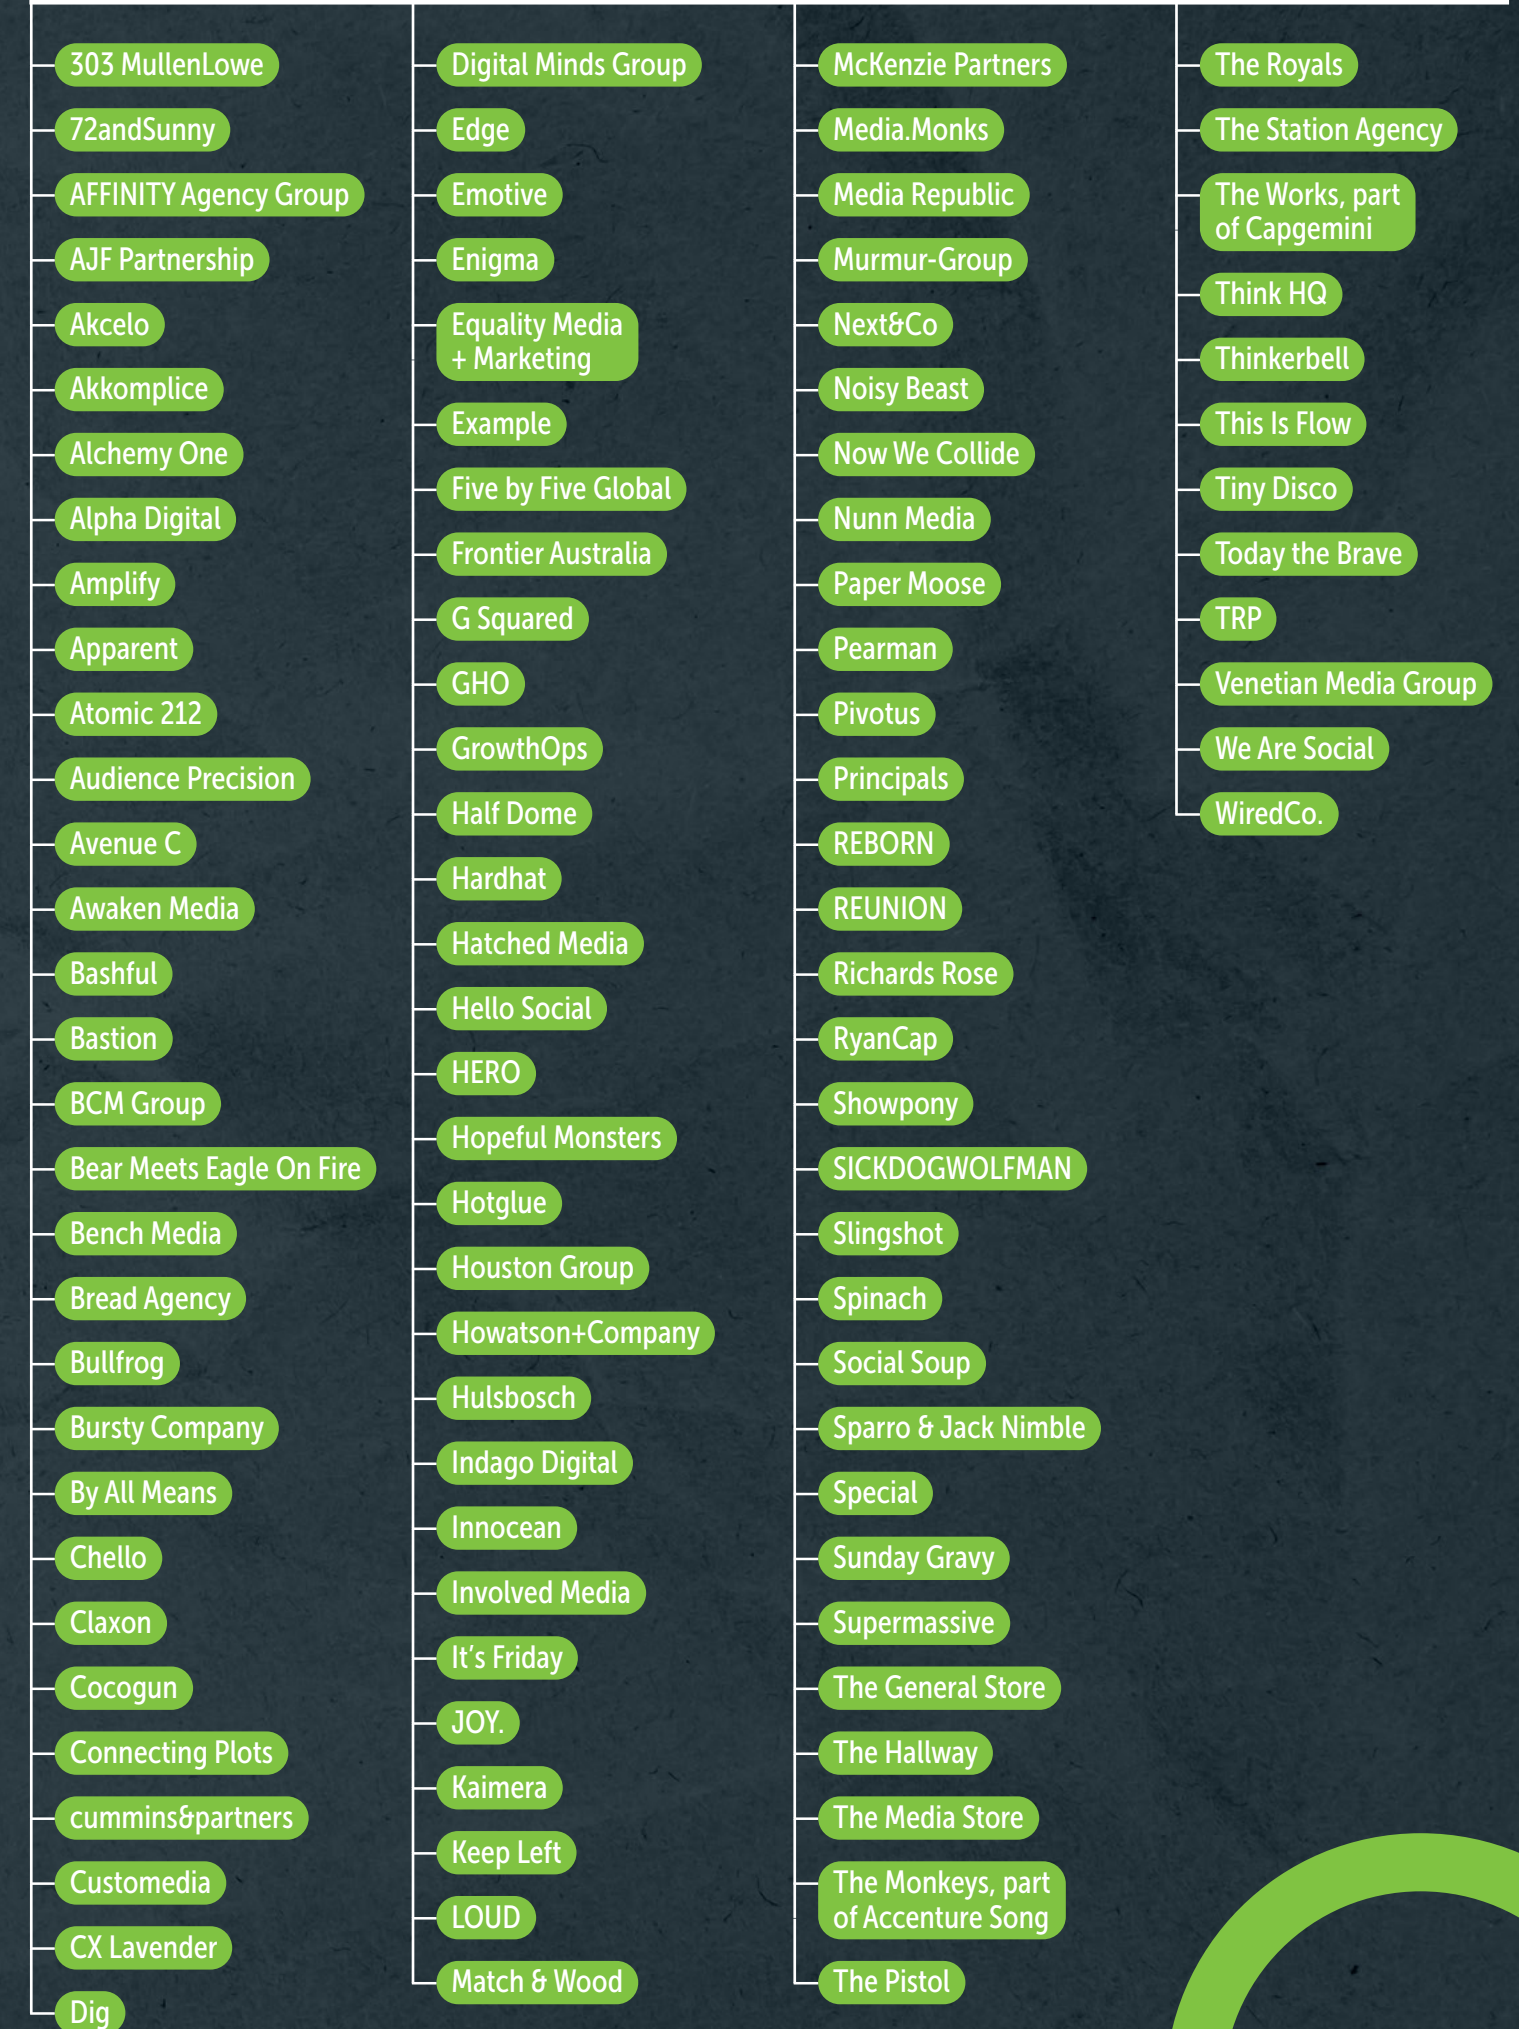 303 MullenLowe
72andSunny
AFFINITY Agency Group
AJF Partnership
Akcelo
Akkomplice
Alchemy One
Alpha Digital
Amplify
Apparent
Atomic 212
Audience Precision
Avenue C
Awaken Media
Bashful
Bastion
BCM Group
Bear Meets Eagle On Fire
Bench Media
Bread Agency
Bullfrog
Bursty Company
By All Means
Chello
Claxon
Cocogun
Connecting Plots
cummins&partners
Customedia
CX Lavender
Dig
Digital Minds Group
Edge
Emotive
Enigma
Equality Media
+ Marketing
Example
Five by Five Global
Frontier Australia
G Squared
GHO
GrowthOps
Half Dome
Hardhat
Hatched Media
Hello Social
HERO
Hopeful Monsters
Hotglue
Houston Group
Howatson+Company
Hulsbosch
Indago Digital
Innocean
Involved Media
It's Friday
JOY.
Kaimera
Keep Left
LOUD
Match & Wood
McKenzie Partners
Media.Monks
Media Republic
Murmur-Group
Next&Co
Noisy Beast
Now We Collide
Nunn Media
Paper Moose
Pearman
Pivotus
Principals
REBORN
REUNION
Richards Rose
RyanCap
Showpony
SICKDOGWOLFMAN
Slingshot
Spinach
Social Soup
Sparro & Jack Nimble
Special
Sunday Gravy
Supermassive
The General Store
The Hallway
The Media Store
The Monkeys, part
of Accenture Song
The Pistol
The Royals
The Station Agency
The Works, part
of Capgemini
Think HQ
Thinkerbell
This Is Flow
Tiny Disco
Today the Brave
TRP
Venetian Media Group
We Are Social
WiredCo.